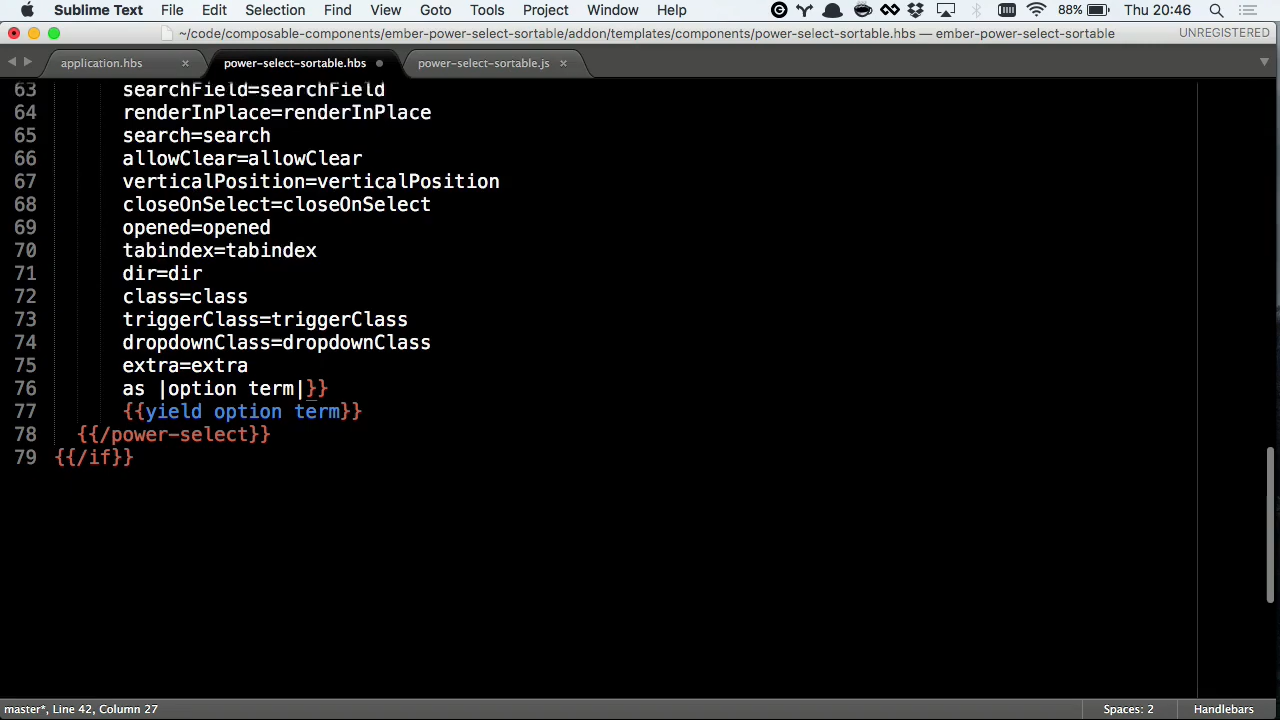 Sublime Text File Edit Selection Find View Goto Tools Project Window Help 88% Thu 20:46
~/code/composable-components/ember-power-select-sortable/addon/templates/components/power-select-sortable.hbs — ember-power-select-sortable UNREGISTERED
application.hbs × power-select-sortable.hbs power-select-sortable.js ×
63 searchField=searchField
64 renderInPlace=renderInPlace
65 search=search
66 allowClear=allowClear
67 verticalPosition=verticalPosition
68 closeOnSelect=closeOnSelect
69 opened=opened
70 tabindex=tabindex
71 dir=dir
72 class=class
73 triggerClass=triggerClass
74 dropdownClass=dropdownClass
75 extra=extra
76 as |option term|}}
77 {{yield option term}}
78 {{/power-select}}
79 {{/if}}
master*, Line 42, Column 27 Spaces: 2 Handlebars